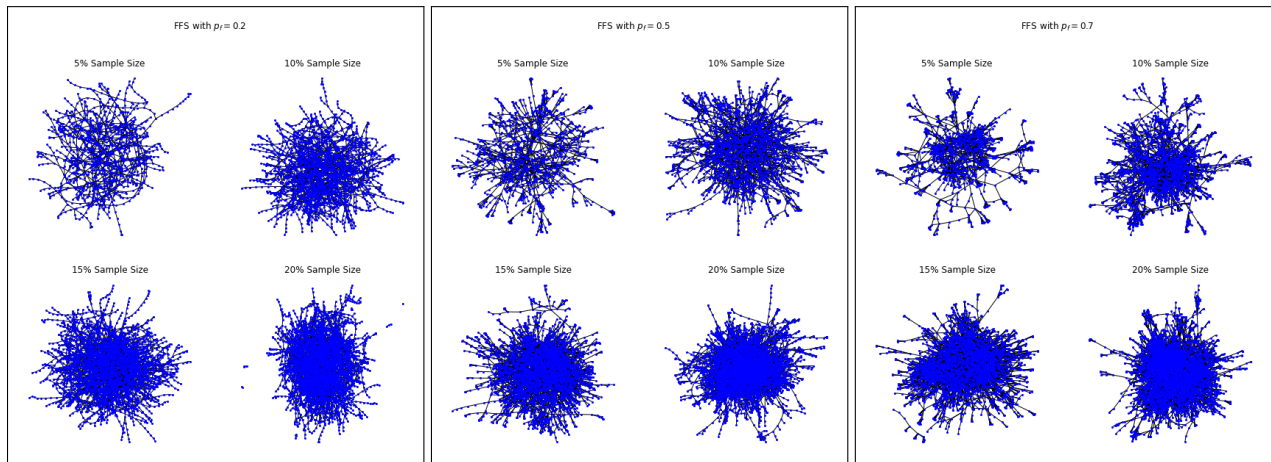 FFS with p_f = 0.2
5% Sample Size
10% Sample Size
15% Sample Size
20% Sample Size
FFS with p_f = 0.5
5% Sample Size
10% Sample Size
15% Sample Size
20% Sample Size
FFS with p_f = 0.7
5% Sample Size
10% Sample Size
15% Sample Size
20% Sample Size